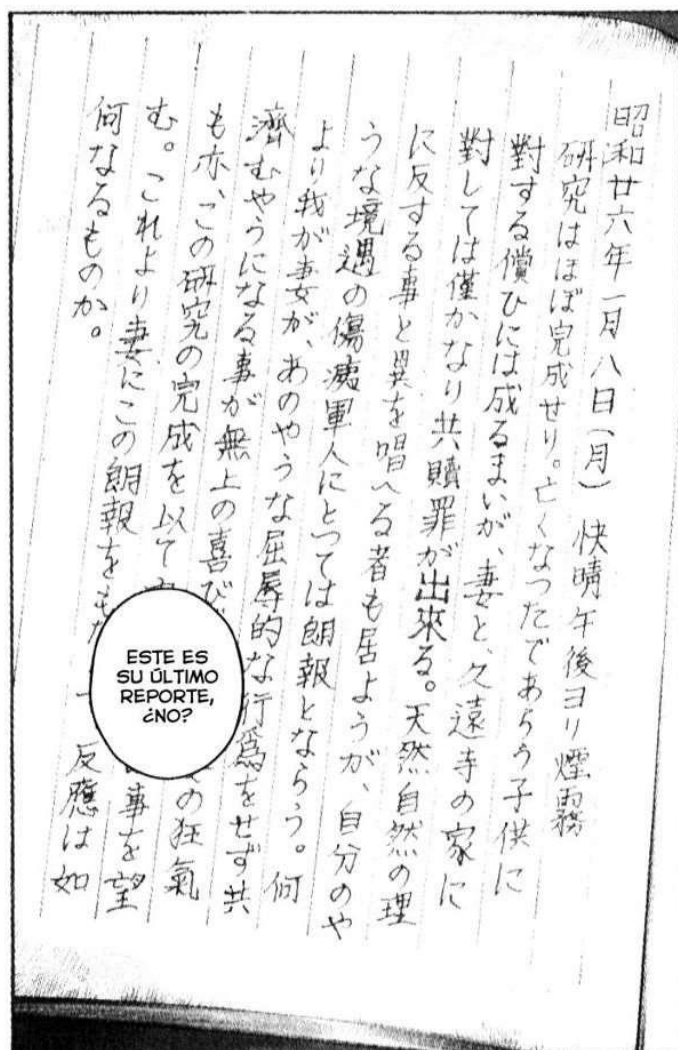 昭和廿六年一月八日(月) 快晴午後ヨリ煙霧
研究はほぼ完成せり。亡くなつたであらう子供に
對する償ひには成るまいが、妻と、久遠寺の家に
對しては僅かなり共贖罪が出來る。天然自然の理
に反する事と異を唱へる者も居ようが、自分のや
うな境遇の傷痍軍人にとつては朗報とならう。何
より我が妻が、あのやうな屈辱的な行爲をせず共
濟むやうになる事が無上の喜び の狂氣
も亦、この研究の完成を以て 事を望
む。これより妻にこの朗報をも 反應は如
何なるものか。
ESTE ES
SU ÚLTIMO
REPORTE,
¿NO?